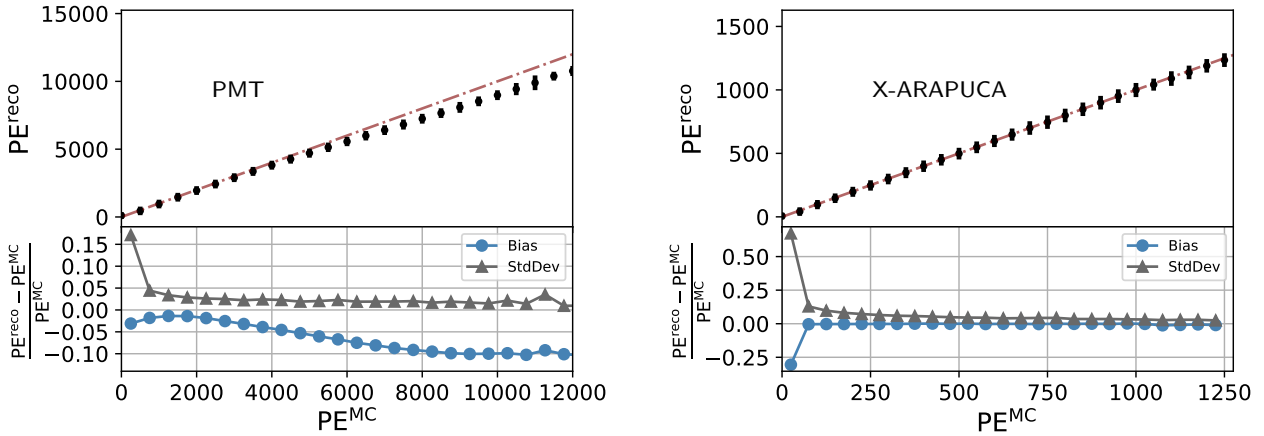 15000
10000
5000
0
PE^reco
PMT
0.15
0.10
0.05
0.00
−0.05
−0.10
PE^reco − PE^MC
PE^MC
Bias
StdDev
0 2000 4000 6000 8000 10000 12000
PE^MC
1500
1000
500
0
PE^reco
X-ARAPUCA
0.50
0.25
0.00
−0.25
PE^reco − PE^MC
PE^MC
Bias
StdDev
0 250 500 750 1000 1250
PE^MC